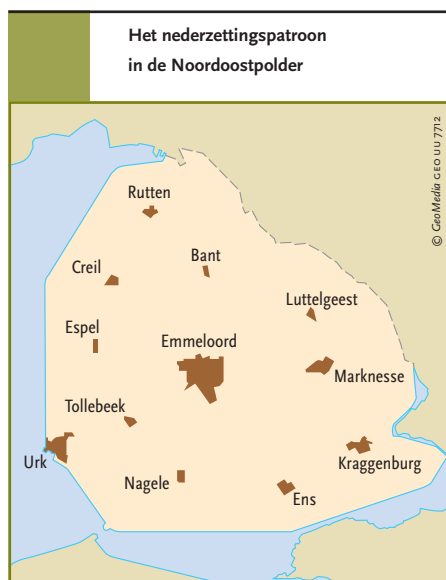 Het nederzettingspatroon
in de Noordoostpolder
© GeoMedia GEO UU 7712
Rutten
Bant
Creil
Luttelgeest
Espel
Emmeloord
Marknesse
Tollebeek
Urk
Kraggenburg
Nagele
Ens